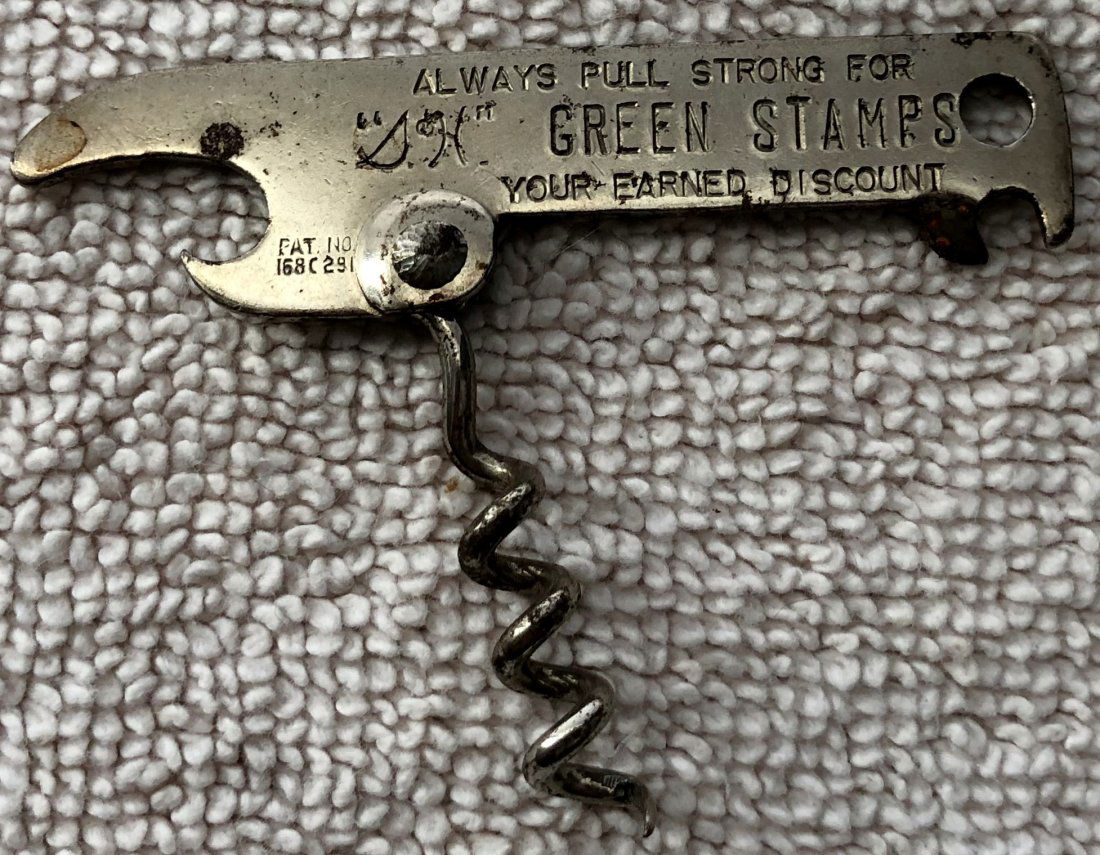 ALWAYS PULL STRONG FOR
"S.&H." GREEN STAMPS
YOUR EARNED DISCOUNT
PAT. NO.
1680291